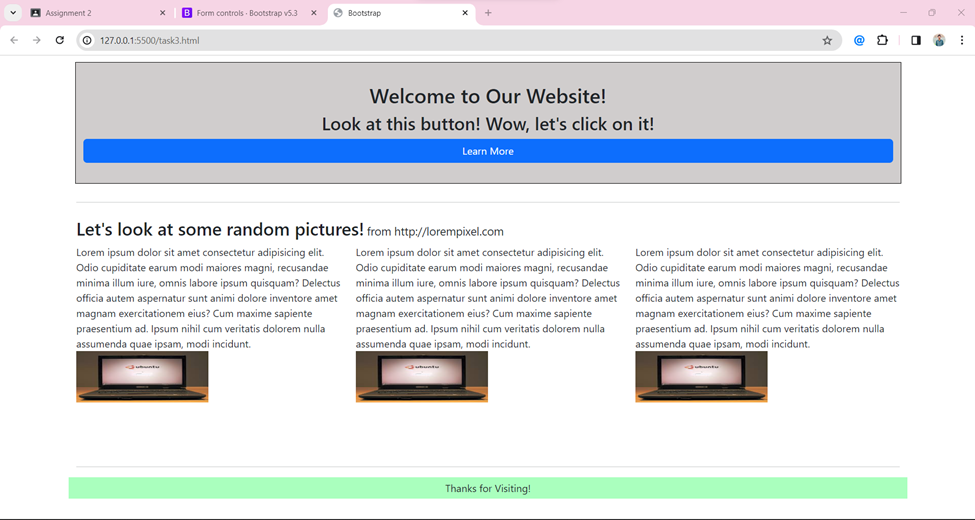 Assignment 2
Form controls · Bootstrap v5.3
Bootstrap
127.0.0.1:5500/task3.html
Welcome to Our Website!
Look at this button! Wow, let's click on it!
Learn More
Let's look at some random pictures! from http://lorempixel.com
Lorem ipsum dolor sit amet consectetur adipisicing elit.
Odio cupiditate earum modi maiores magni, recusandae
minima illum iure, omnis labore ipsum quisquam? Delectus
officia autem aspernatur sunt animi dolore inventore amet
magnam exercitationem eius? Cum maxime sapiente
praesentium ad. Ipsum nihil cum veritatis dolorem nulla
assumenda quae ipsam, modi incidunt.
ubuntu
Lorem ipsum dolor sit amet consectetur adipisicing elit.
Odio cupiditate earum modi maiores magni, recusandae
minima illum iure, omnis labore ipsum quisquam? Delectus
officia autem aspernatur sunt animi dolore inventore amet
magnam exercitationem eius? Cum maxime sapiente
praesentium ad. Ipsum nihil cum veritatis dolorem nulla
assumenda quae ipsam, modi incidunt.
ubuntu
Lorem ipsum dolor sit amet consectetur adipisicing elit.
Odio cupiditate earum modi maiores magni, recusandae
minima illum iure, omnis labore ipsum quisquam? Delectus
officia autem aspernatur sunt animi dolore inventore amet
magnam exercitationem eius? Cum maxime sapiente
praesentium ad. Ipsum nihil cum veritatis dolorem nulla
assumenda quae ipsam, modi incidunt.
ubuntu
Thanks for Visiting!